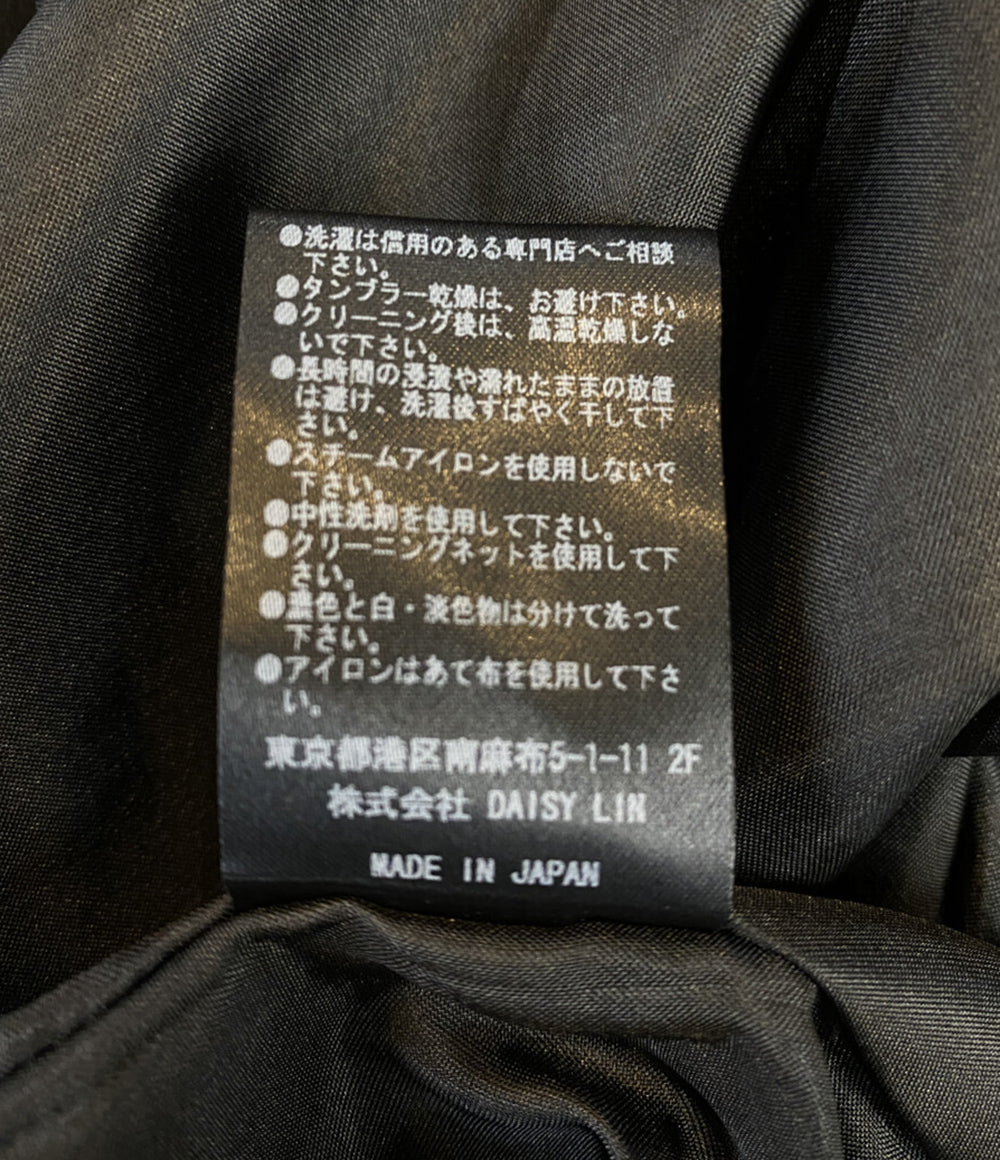 ●洗濯は信用のある専門店へご相談
下さい。
●タンブラー乾燥は、お避け下さい。
●クリーニング後は、高温乾燥しな
いで下さい。
●長時間の浸漬や濡れたままの放置
は避け、洗濯後すばやく干して下
さい。
●スチームアイロンを使用しないで
下さい。
●中性洗剤を使用して下さい。
●クリーニングネットを使用して下
さい。
●濃色と白・淡色物は分けて洗って
下さい。
●アイロンはあて布を使用して下さ
い。
東京都港区南麻布5-1-11 2F
株式会社 DAISY LIN
MADE IN JAPAN